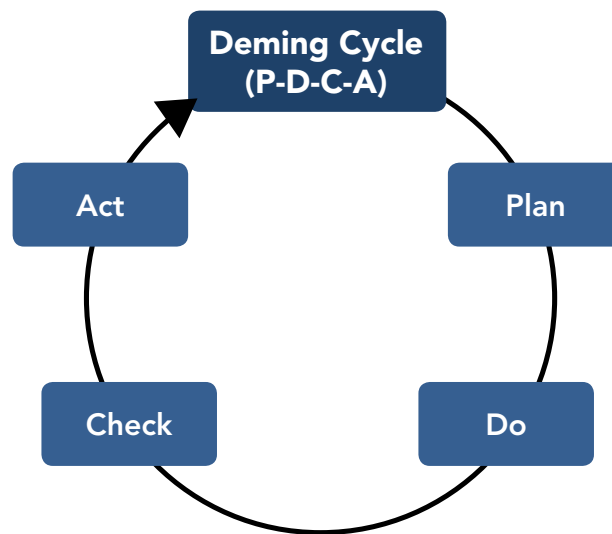 Deming Cycle
(P-D-C-A)
Plan
Do
Check
Act